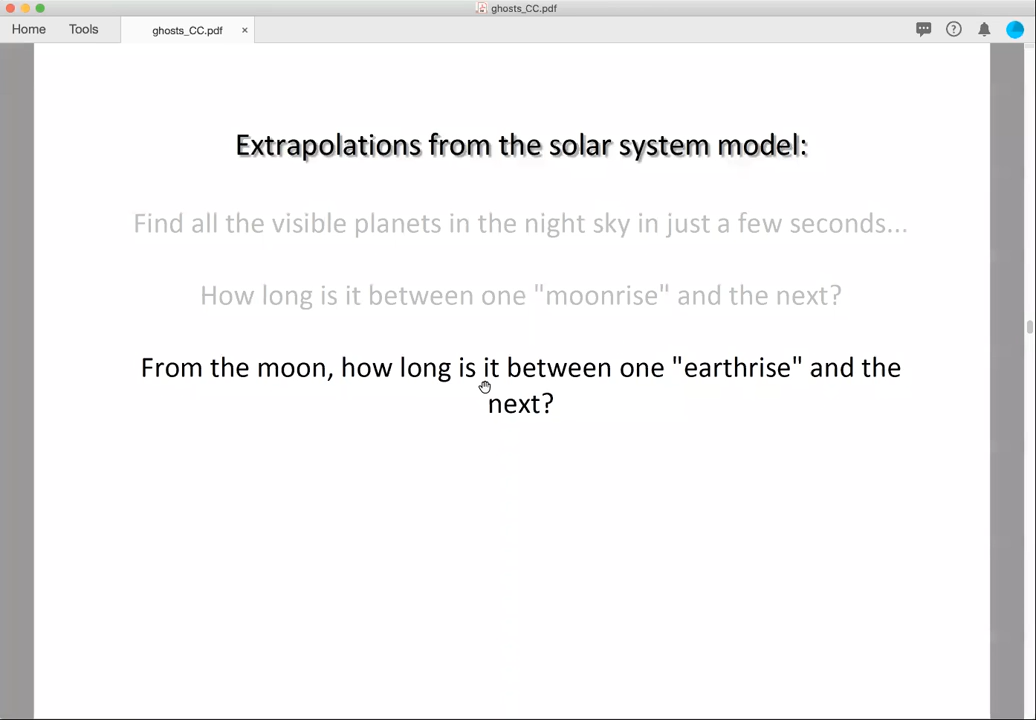 ghosts_CC.pdf
Home
Tools
ghosts_CC.pdf ×
Extrapolations from the solar system model:
Find all the visible planets in the night sky in just a few seconds...
How long is it between one "moonrise" and the next?
From the moon, how long is it between one "earthrise" and the
next?